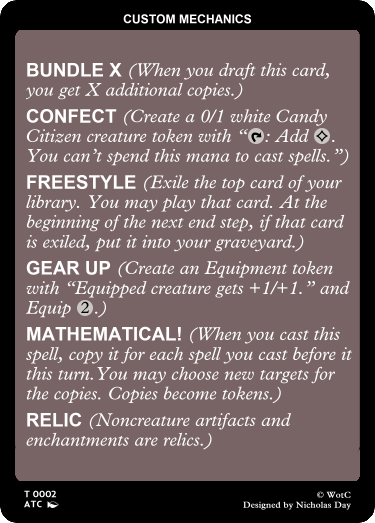 CUSTOM MECHANICS
BUNDLE X (When you draft this card,
you get X additional copies.)
CONFECT (Create a 0/1 white Candy
Citizen creature token with “: Add .
You can’t spend this mana to cast spells.”)
FREESTYLE (Exile the top card of your
library. You may play that card. At the
beginning of the next end step, if that card
is exiled, put it into your graveyard.)
GEAR UP (Create an Equipment token
with “Equipped creature gets +1/+1.” and
Equip 2.)
MATHEMATICAL! (When you cast this
spell, copy it for each spell you cast before it
this turn.You may choose new targets for
the copies. Copies become tokens.)
RELIC (Noncreature artifacts and
enchantments are relics.)
T 0002
ATC
© WotC
Designed by Nicholas Day